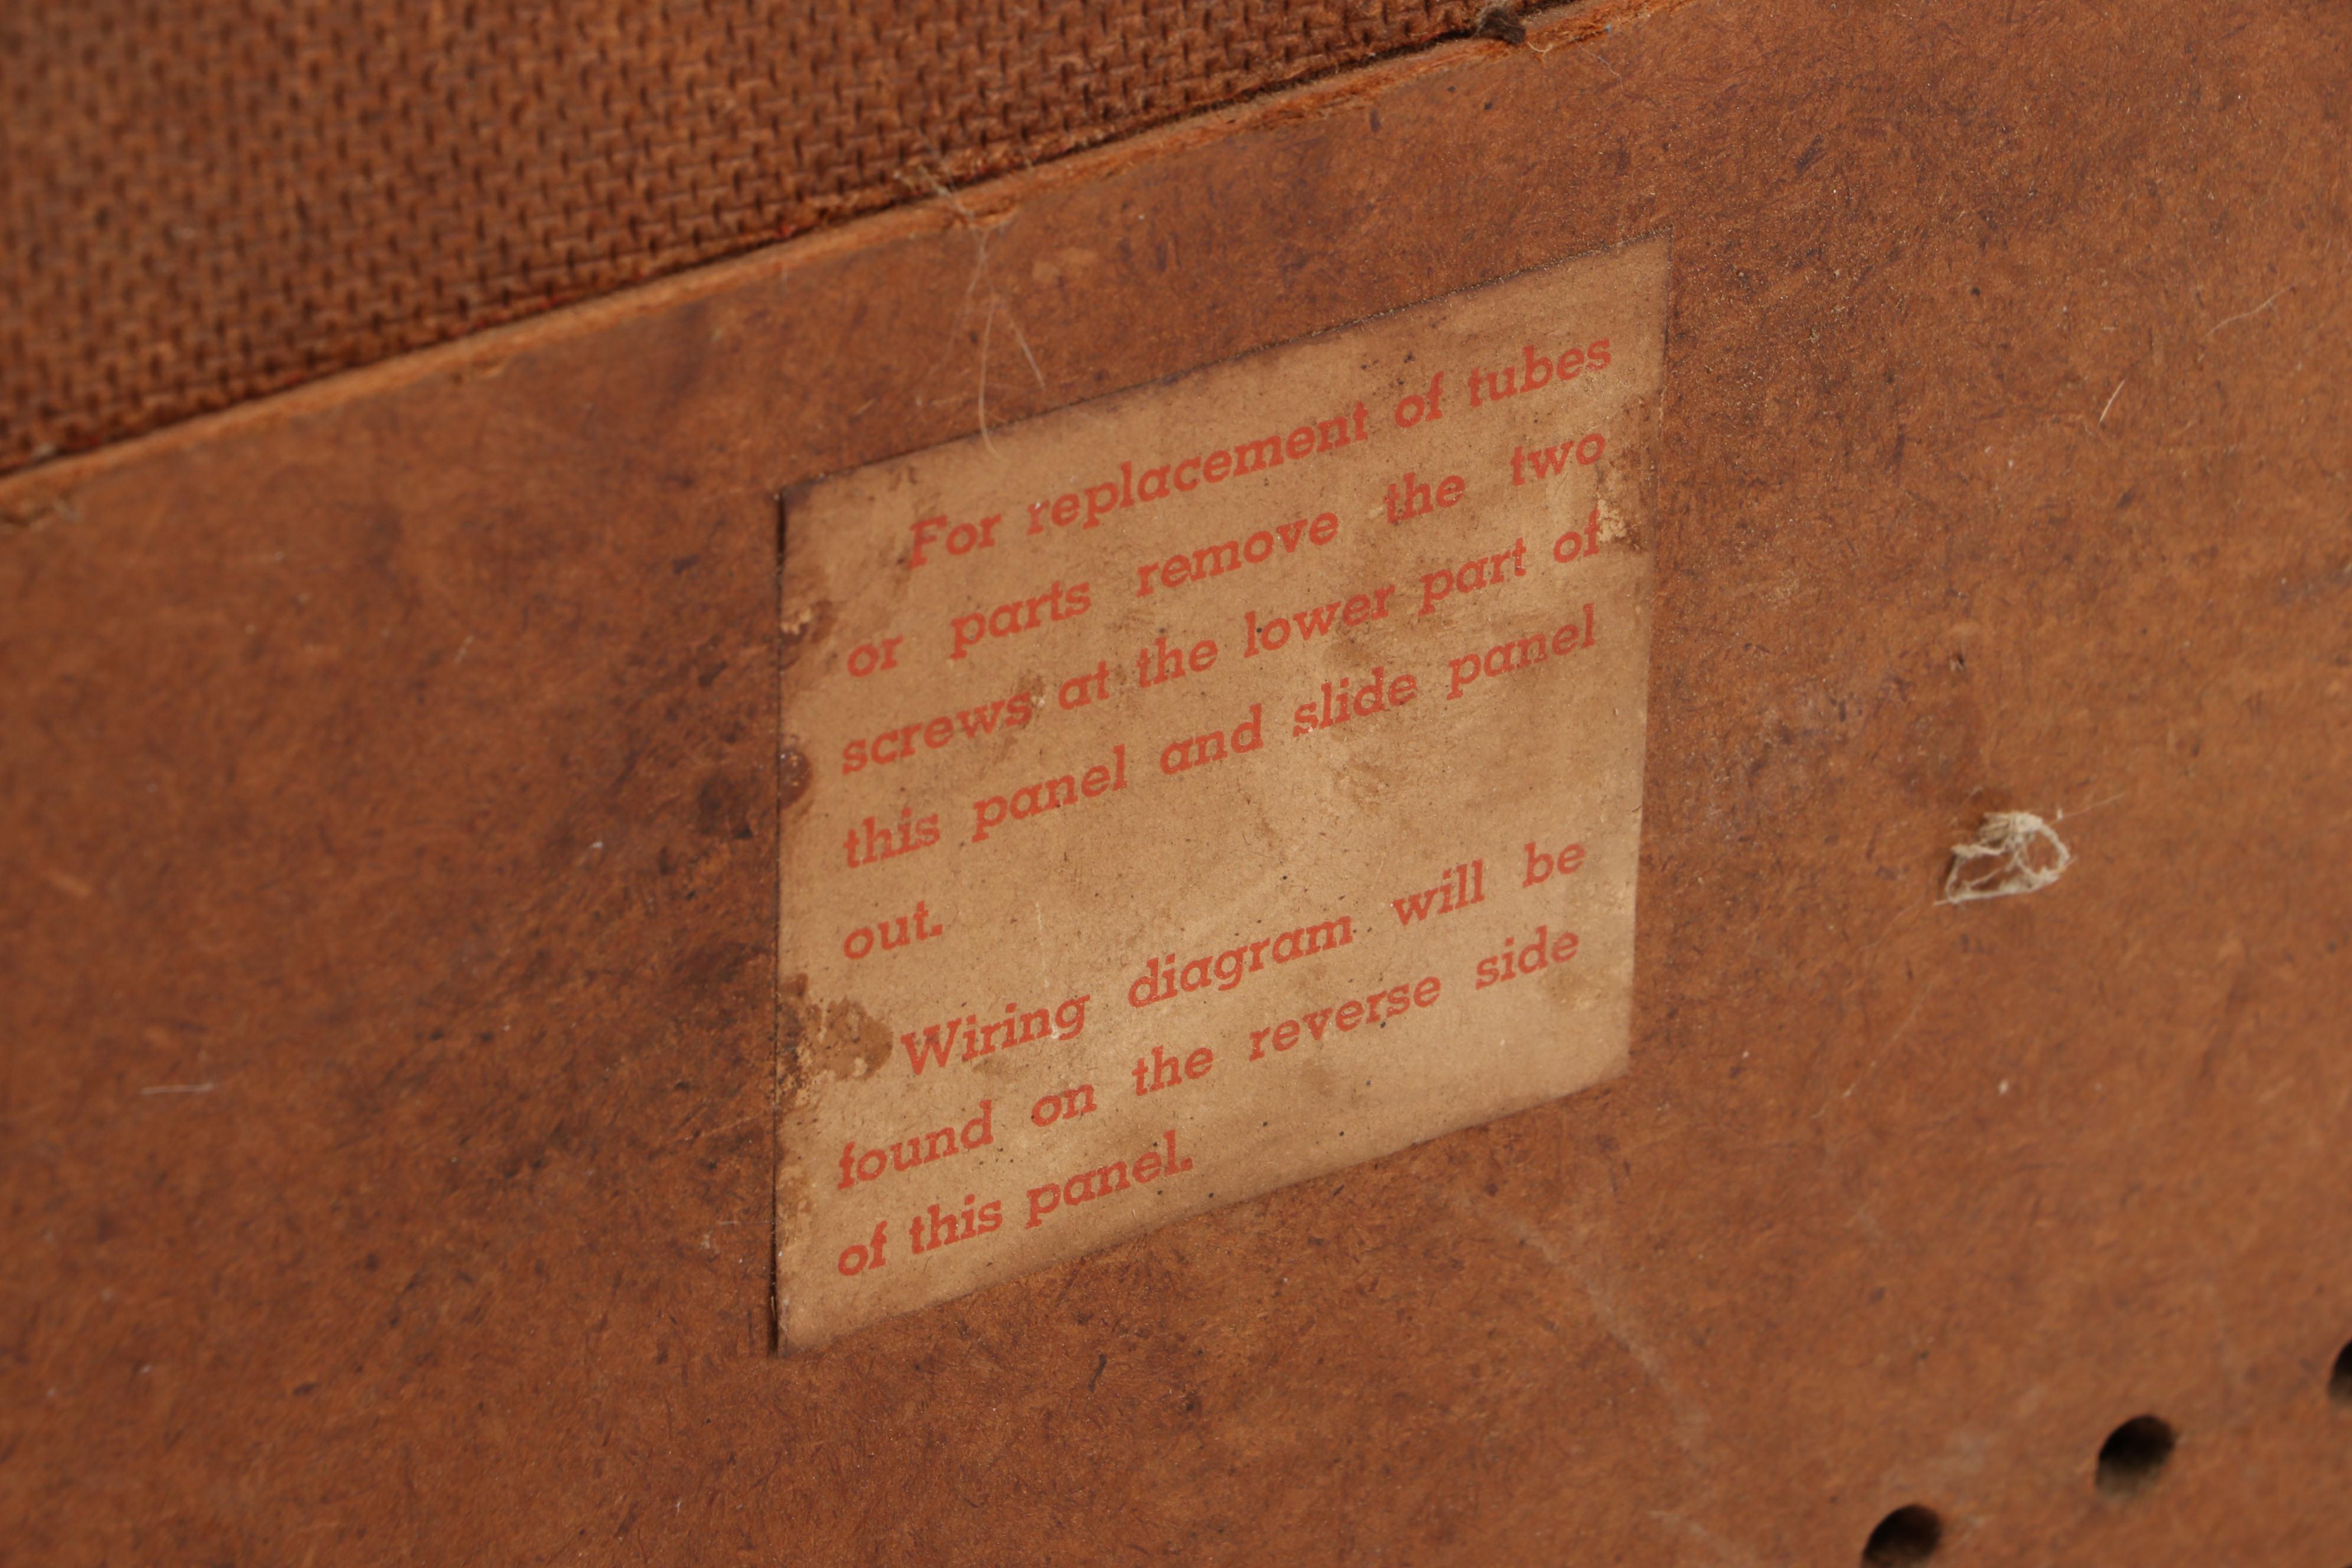 For replacement of tubes
or parts remove the two
screws at the lower part of
this panel and slide panel
out.
Wiring diagram will be
found on the reverse side
of this panel.